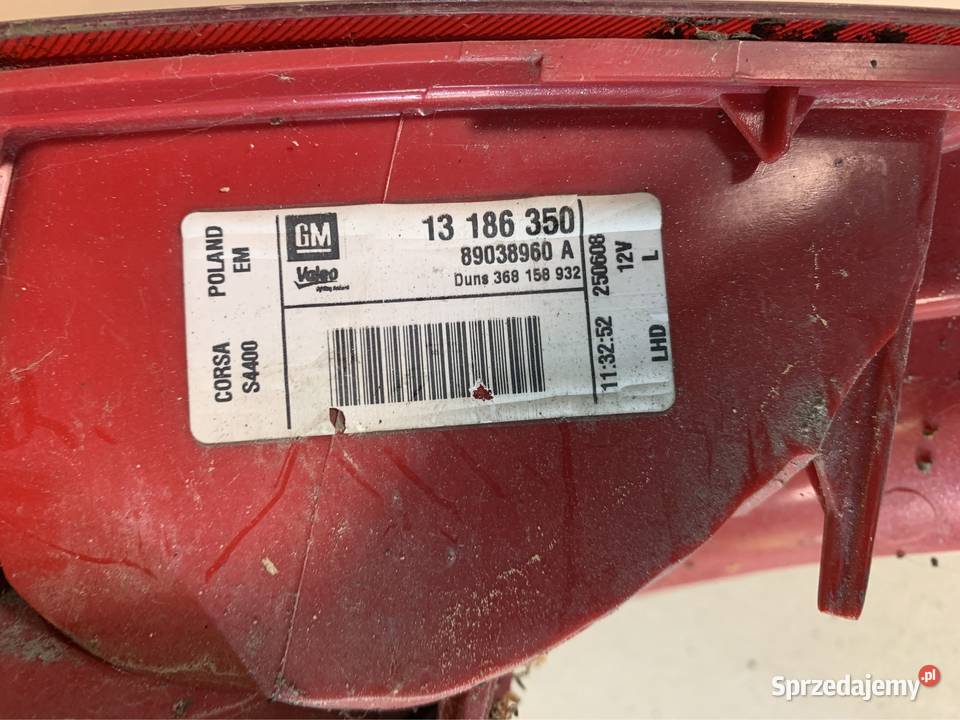 POLAND
EM
CORSA
S4400
GM
Valeo
13 186 350
89038960 A
Duns 368 158 932
11:32:52 250608
LHD 12V
L
Sprzedajemy.pl